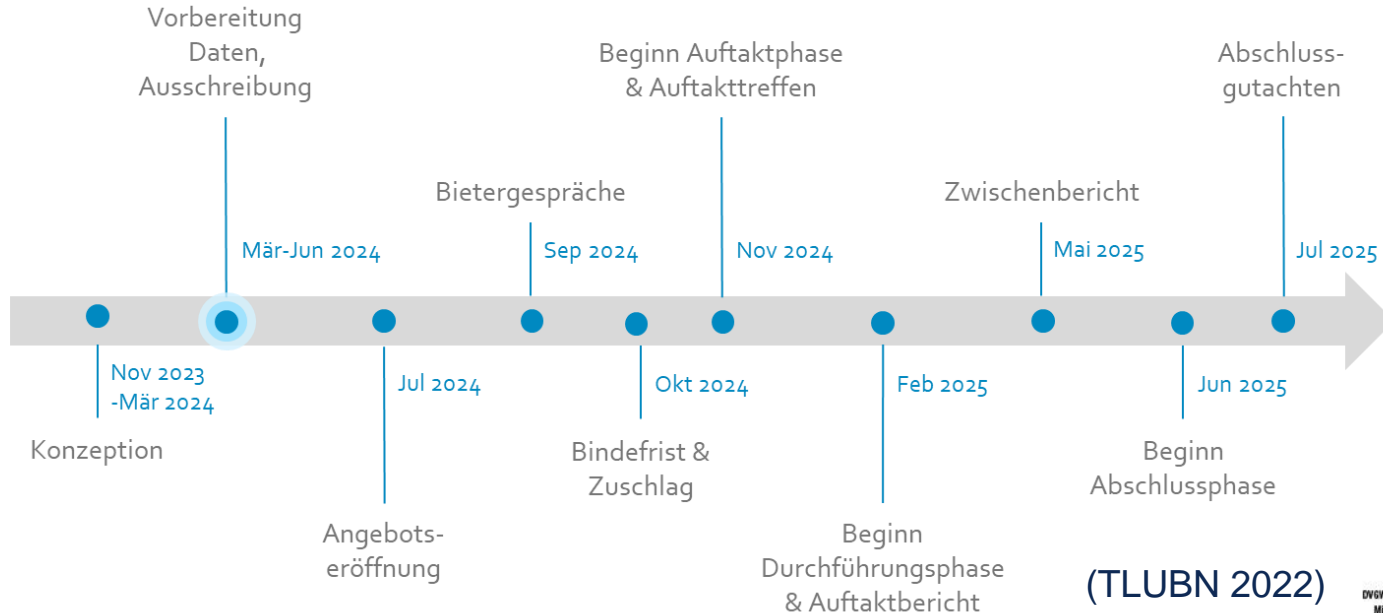 Vorbereitung
Daten,
Ausschreibung
Mär-Jun 2024
Beginn Auftaktphase
& Auftakttreffen
Nov 2024
Abschluss-
gutachten
Jul 2025
Bietergespräche
Sep 2024
Zwischenbericht
Mai 2025
Nov 2023
-Mär 2024
Konzeption
Jul 2024
Angebots-
eröffnung
Okt 2024
Bindefrist &
Zuschlag
Feb 2025
Beginn
Durchführungsphase
& Auftaktbericht
Jun 2025
Beginn
Abschlussphase
(TLUBN 2022)